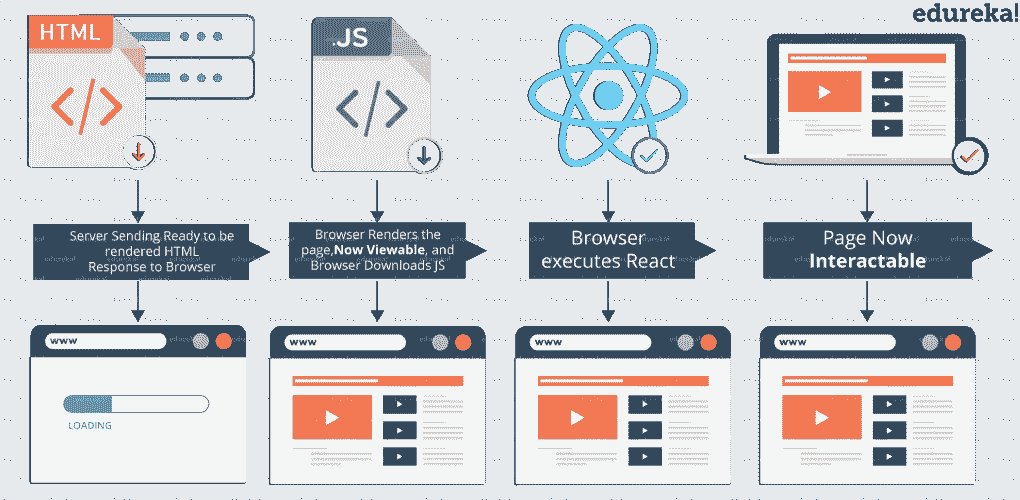 edureka!
HTML
.JS
Server Sending Ready to be
rendered HTML
Response to Browser
Browser Renders the
page,Now Viewable, and
Browser Downloads JS
Browser
executes React
Page Now
Interactable
www
www
www
www
LOADING